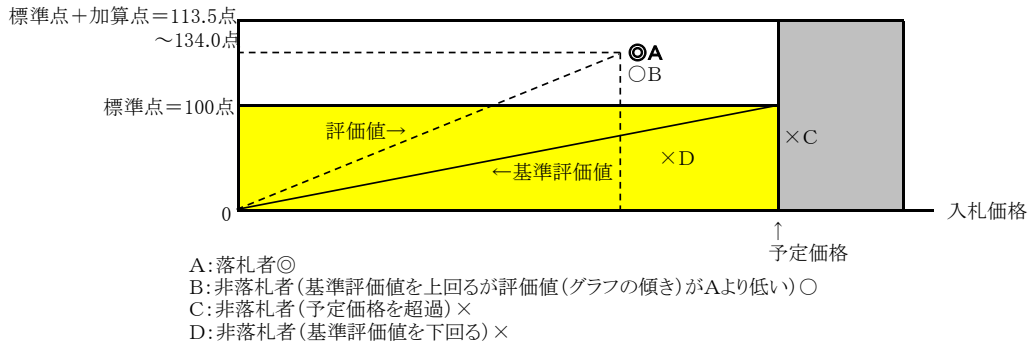 標準点＋加算点＝113.5点
～134.0点
◎A
○B
標準点＝100点
評価値→
×C
×D
←基準評価値
0
入札価格
↑
予定価格
A：落札者◎
B：非落札者（基準評価値を上回るが評価値（グラフの傾き）がAより低い）○
C：非落札者（予定価格を超過）×
D：非落札者（基準評価値を下回る）×